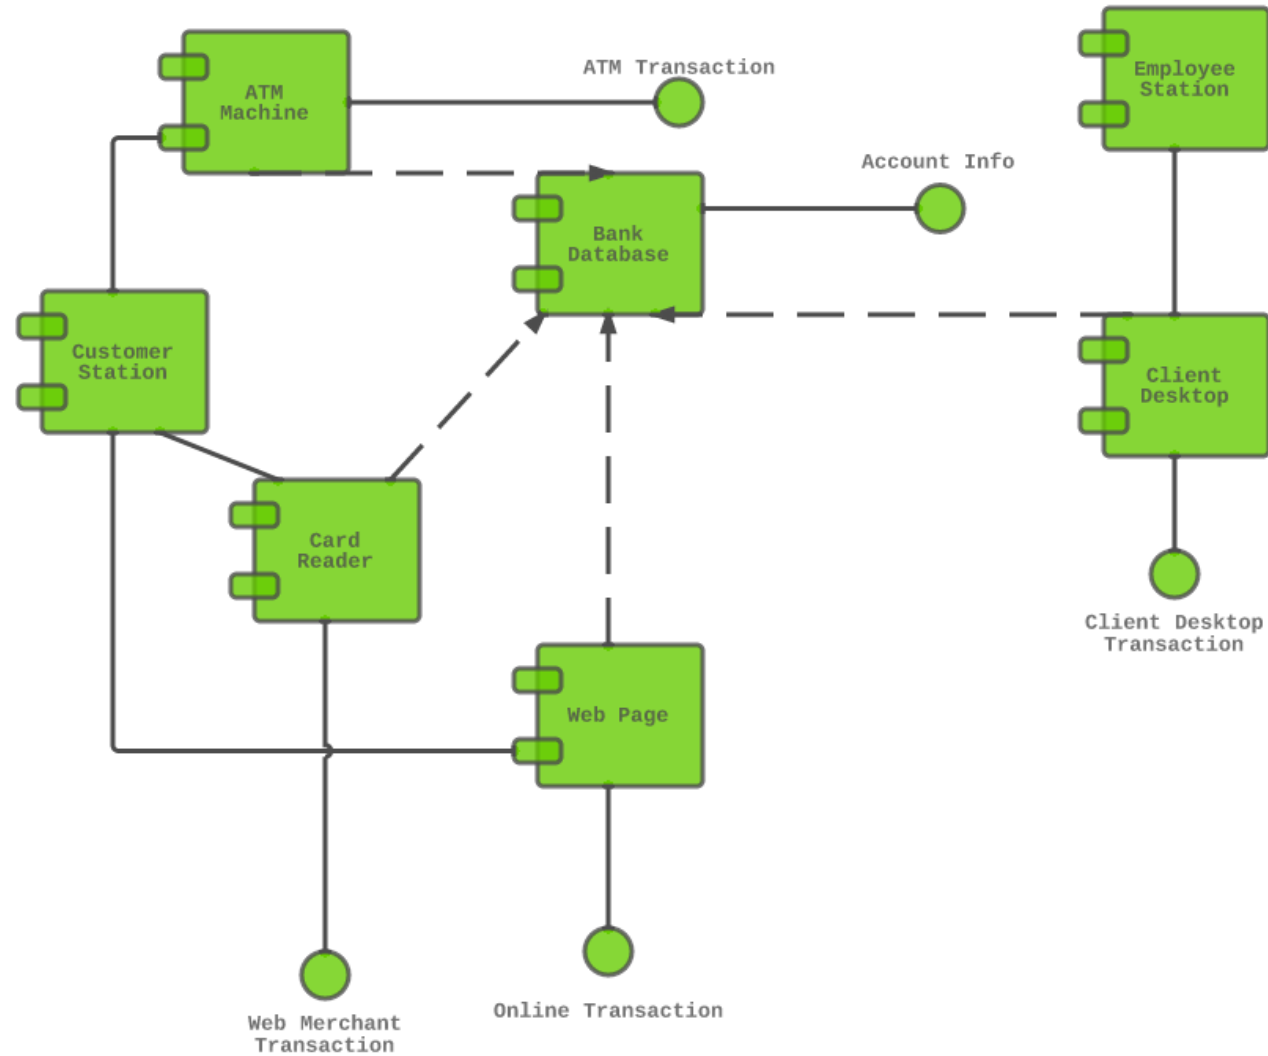 ATM Transaction
Employee
Station
ATM
Machine
Account Info
Bank
Database
Customer
Station
Client
Desktop
Card
Reader
Client Desktop
Transaction
Web Page
Online Transaction
Web Merchant
Transaction